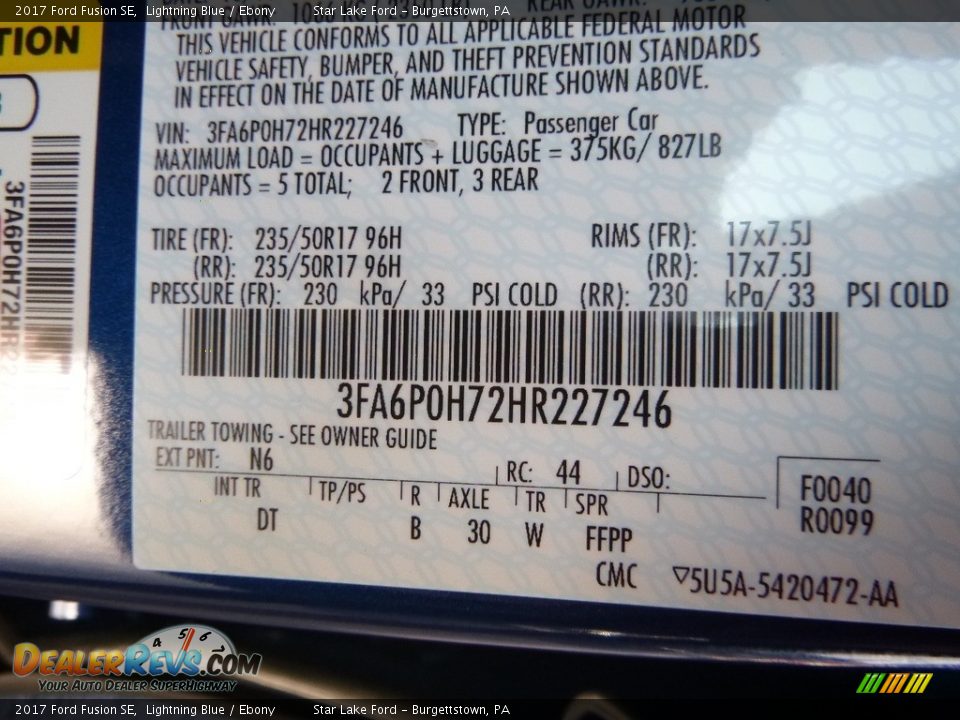 2017 Ford Fusion SE, Lightning Blue / Ebony Star Lake Ford - Burgettstown, PA
TION
THIS VEHICLE CONFORMS TO ALL APPLICABLE FEDERAL MOTOR
VEHICLE SAFETY, BUMPER, AND THEFT PREVENTION STANDARDS
IN EFFECT ON THE DATE OF MANUFACTURE SHOWN ABOVE.
VIN: 3FA6P0H72HR227246 TYPE: Passenger Car
MAXIMUM LOAD = OCCUPANTS + LUGGAGE = 375KG/ 827LB
OCCUPANTS = 5 TOTAL; 2 FRONT, 3 REAR
TIRE (FR): 235/50R17 96H RIMS (FR): 17x7.5J
(RR): 235/50R17 96H (RR): 17x7.5J
PRESSURE (FR): 230 kPa/ 33 PSI COLD (RR): 230 kPa/ 33 PSI COLD
3FA6P0H72HR227246
TRAILER TOWING - SEE OWNER GUIDE
EXT PNT: N6 RC: 44 DSO:
INT TR TP/PS R AXLE TR SPR
DT B 30 W FFPP
F0040
R0099
CMC 5U5A-5420472-AA
3FA6P0H72HR2
4 5 6
DEALERREVS.COM
YOUR AUTO DEALER SUPERHIGHWAY
2017 Ford Fusion SE, Lightning Blue / Ebony Star Lake Ford - Burgettstown, PA